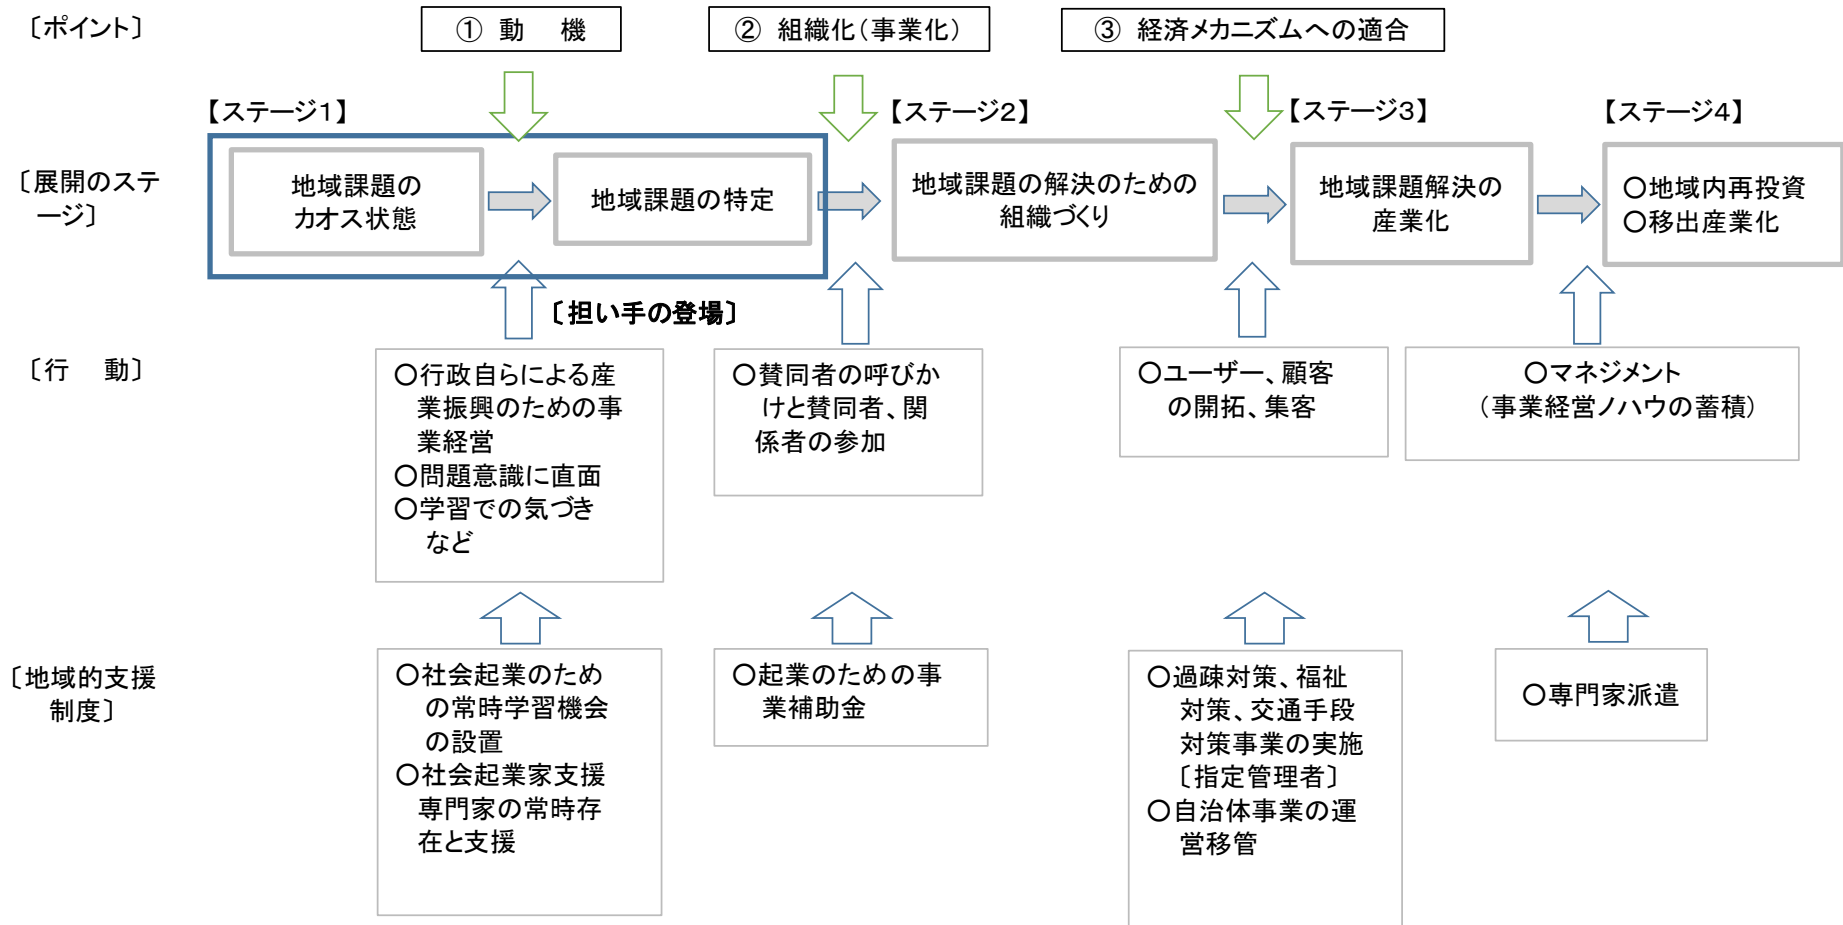 〔ポイント〕
① 動　機
② 組織化（事業化）
③ 経済メカニズムへの適合
【ステージ1】
【ステージ2】
【ステージ3】
【ステージ4】
〔展開のステ
ージ〕
地域課題の
カオス状態
地域課題の特定
地域課題の解決のための
組織づくり
地域課題解決の
産業化
○地域内再投資
○移出産業化
〔担い手の登場〕
〔行　動〕
○行政自らによる産
業振興のための事
業経営
○問題意識に直面
○学習での気づき
など
○賛同者の呼びか
けと賛同者、関
係者の参加
○ユーザー、顧客
の開拓、集客
○マネジメント
（事業経営ノハウの蓄積）
〔地域的支援
制度〕
○社会起業のため
の常時学習機会
の設置
○社会起業家支援
専門家の常時存
在と支援
○起業のための事
業補助金
○過疎対策、福祉
対策、交通手段
対策事業の実施
〔指定管理者〕
○自治体事業の運
営移管
○専門家派遣